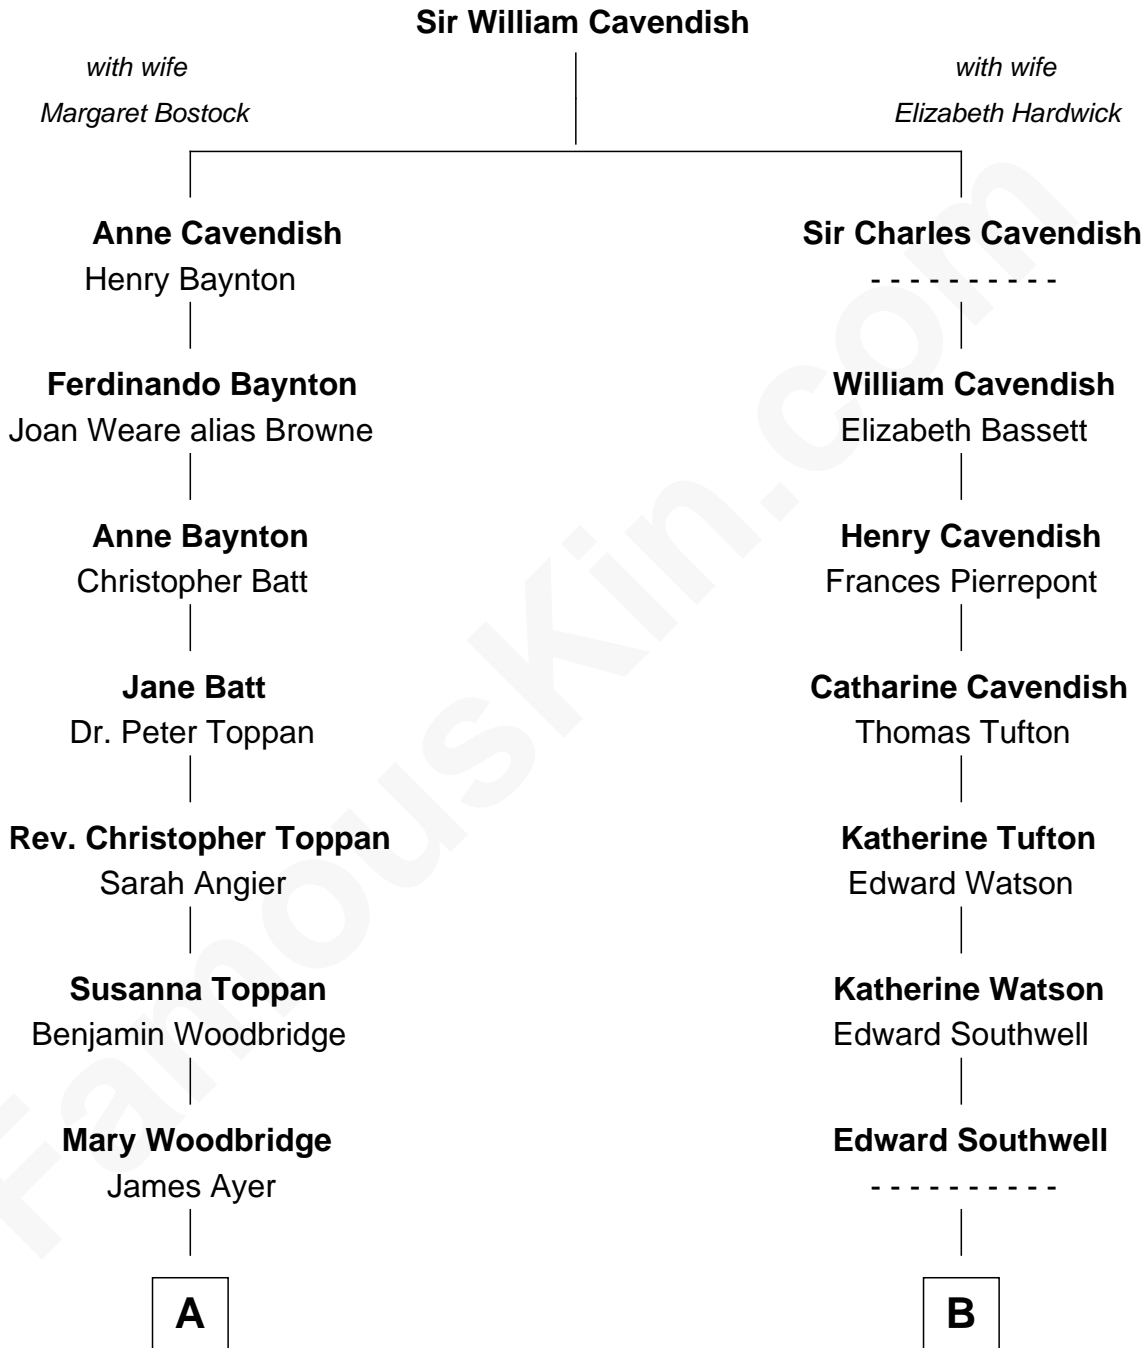 Sir William Cavendish
with wife
Margaret Bostock
with wife
Elizabeth Hardwick
Anne Cavendish
Henry Baynton
Sir Charles Cavendish
- - - - - - - - - -
Ferdinando Baynton
Joan Weare alias Browne
William Cavendish
Elizabeth Bassett
Anne Baynton
Christopher Batt
Henry Cavendish
Frances Pierrepont
Jane Batt
Dr. Peter Toppan
Catharine Cavendish
Thomas Tufton
Rev. Christopher Toppan
Sarah Angier
Katherine Tufton
Edward Watson
Susanna Toppan
Benjamin Woodbridge
Katherine Watson
Edward Southwell
Mary Woodbridge
James Ayer
Edward Southwell
- - - - - - - - - -
A
B
FamousKin.com